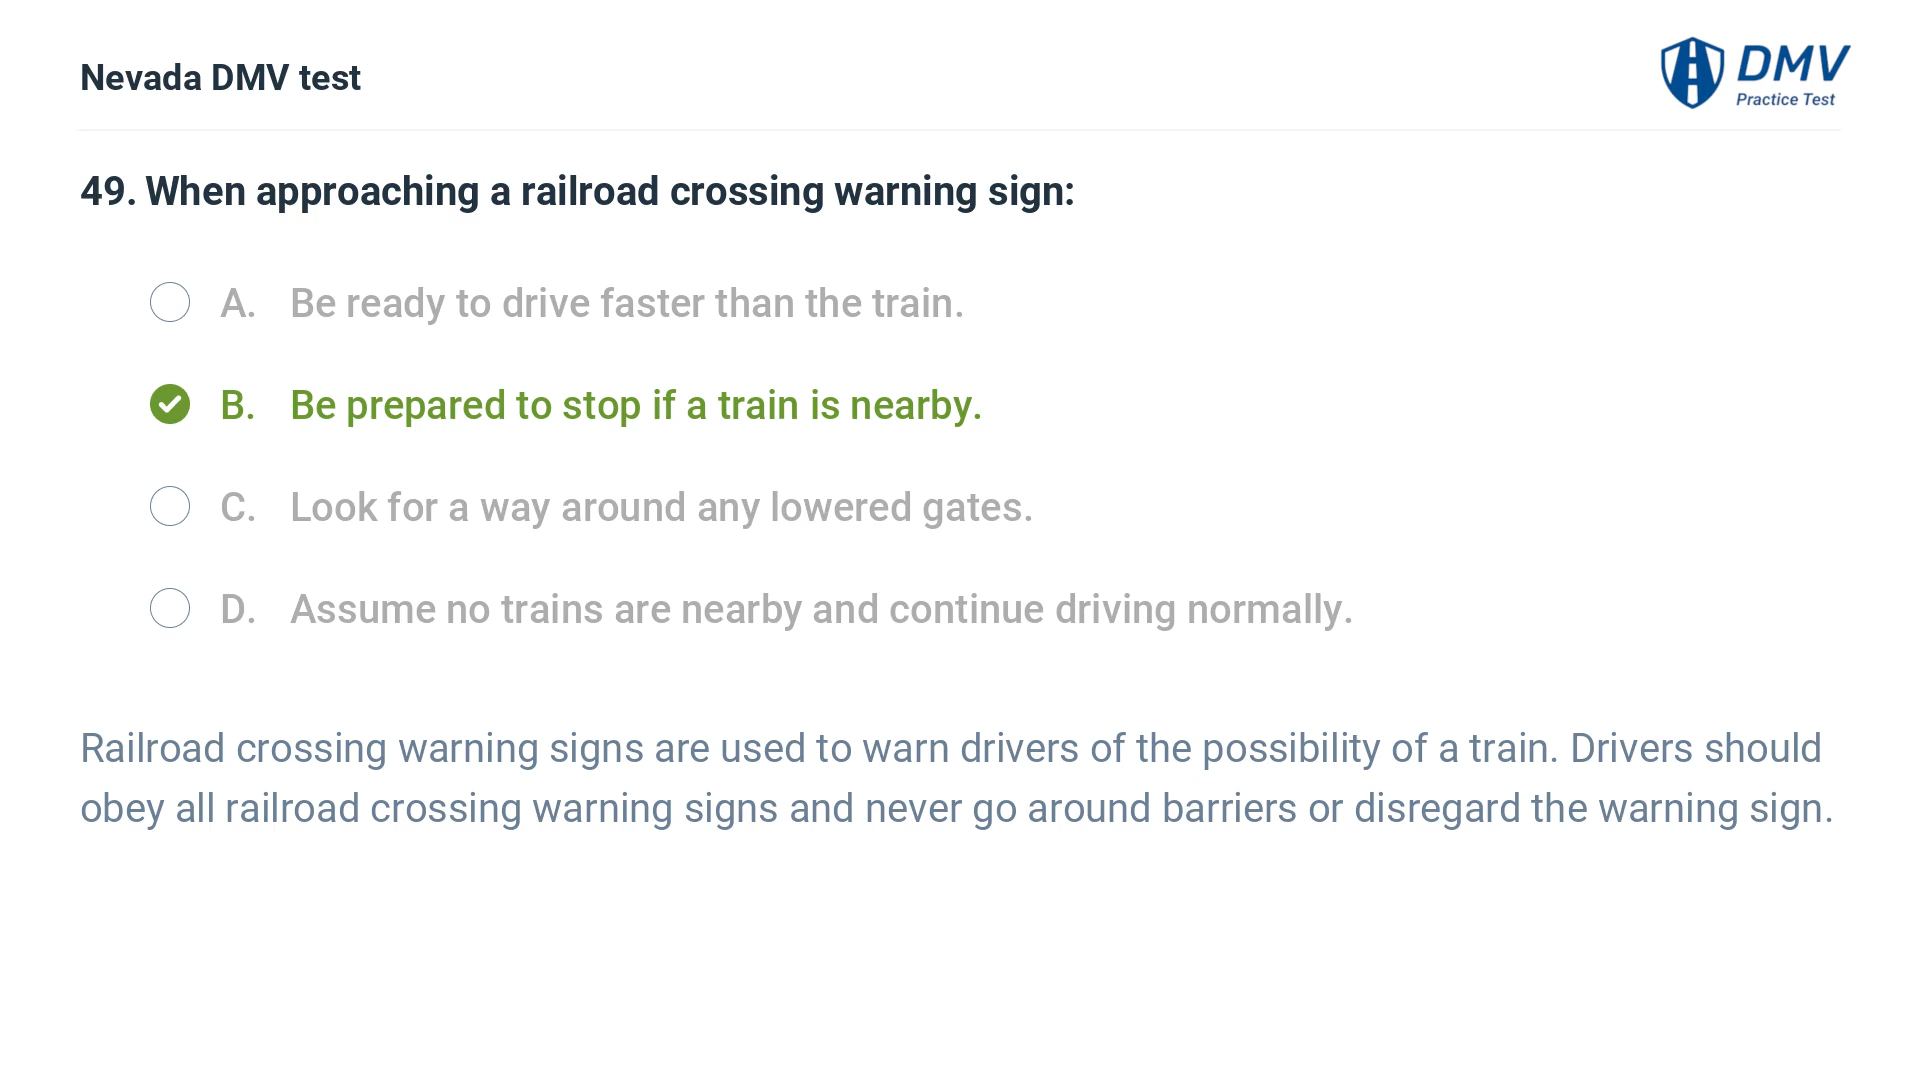 Nevada DMV test
DMV
Practice Test
49. When approaching a railroad crossing warning sign:
A. Be ready to drive faster than the train.
B. Be prepared to stop if a train is nearby.
C. Look for a way around any lowered gates.
D. Assume no trains are nearby and continue driving normally.
Railroad crossing warning signs are used to warn drivers of the possibility of a train. Drivers should
obey all railroad crossing warning signs and never go around barriers or disregard the warning sign.